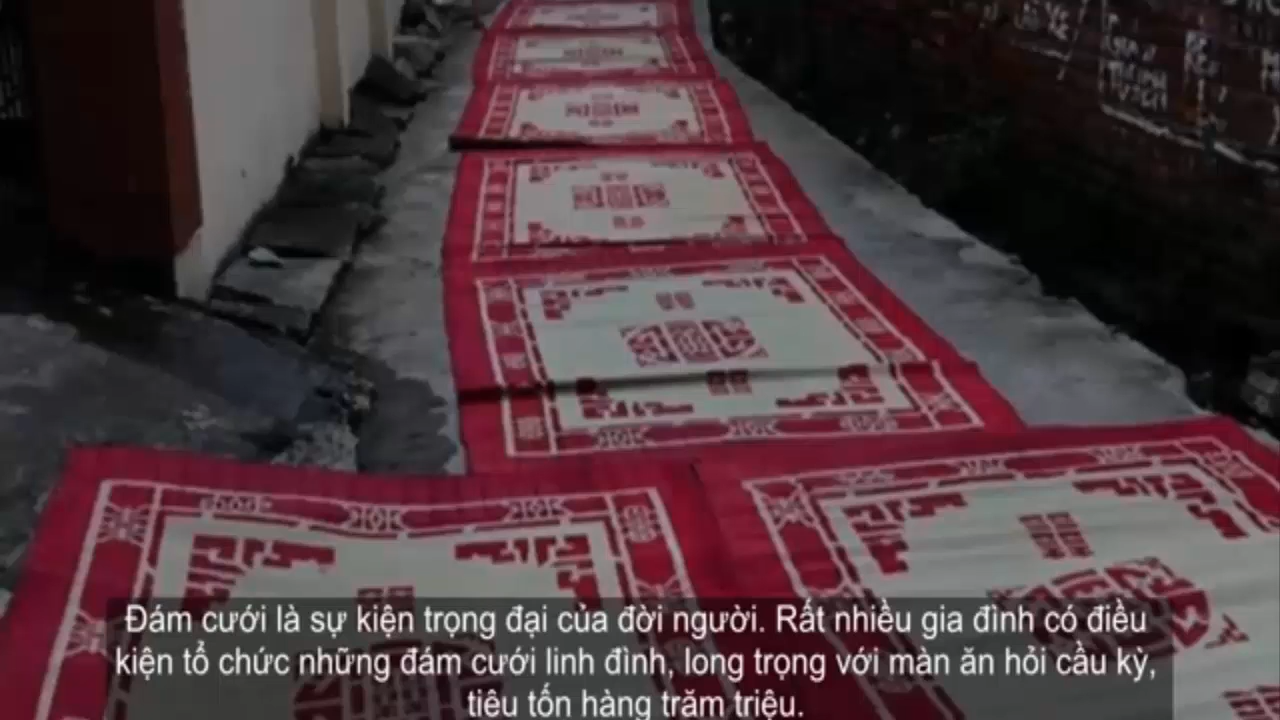 Đám cưới là sự kiện trọng đại của đời người. Rất nhiều gia đình có điều
kiện tổ chức những đám cưới linh đình, long trọng với màn ăn hỏi cầu kỳ,
tiêu tốn hàng trăm triệu.